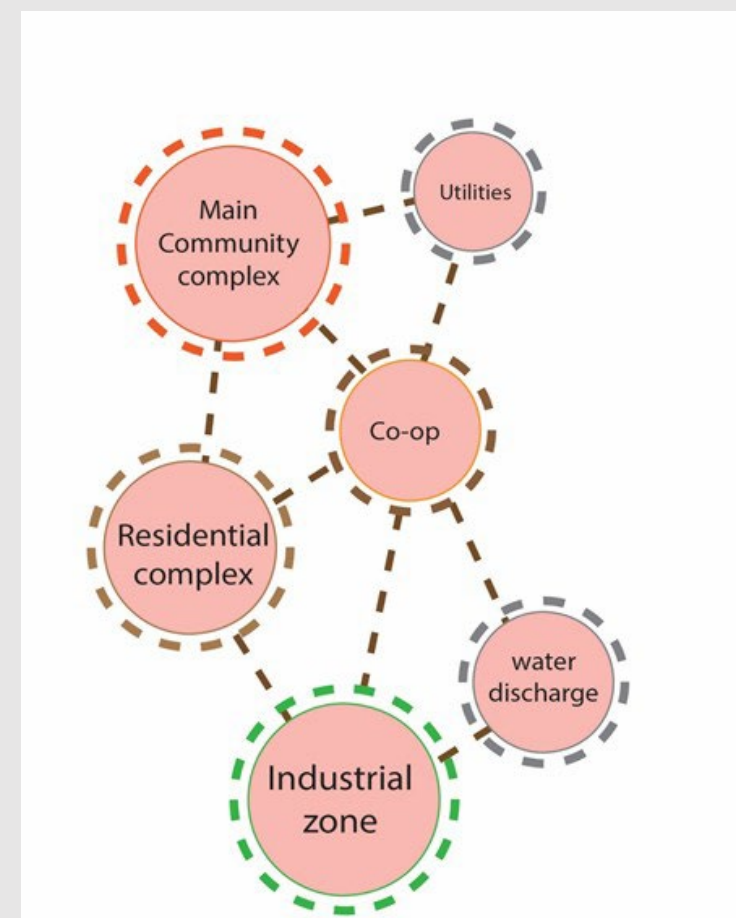 Main
Community
complex
Utilities
Co-op
Residential
complex
water
discharge
Industrial
zone